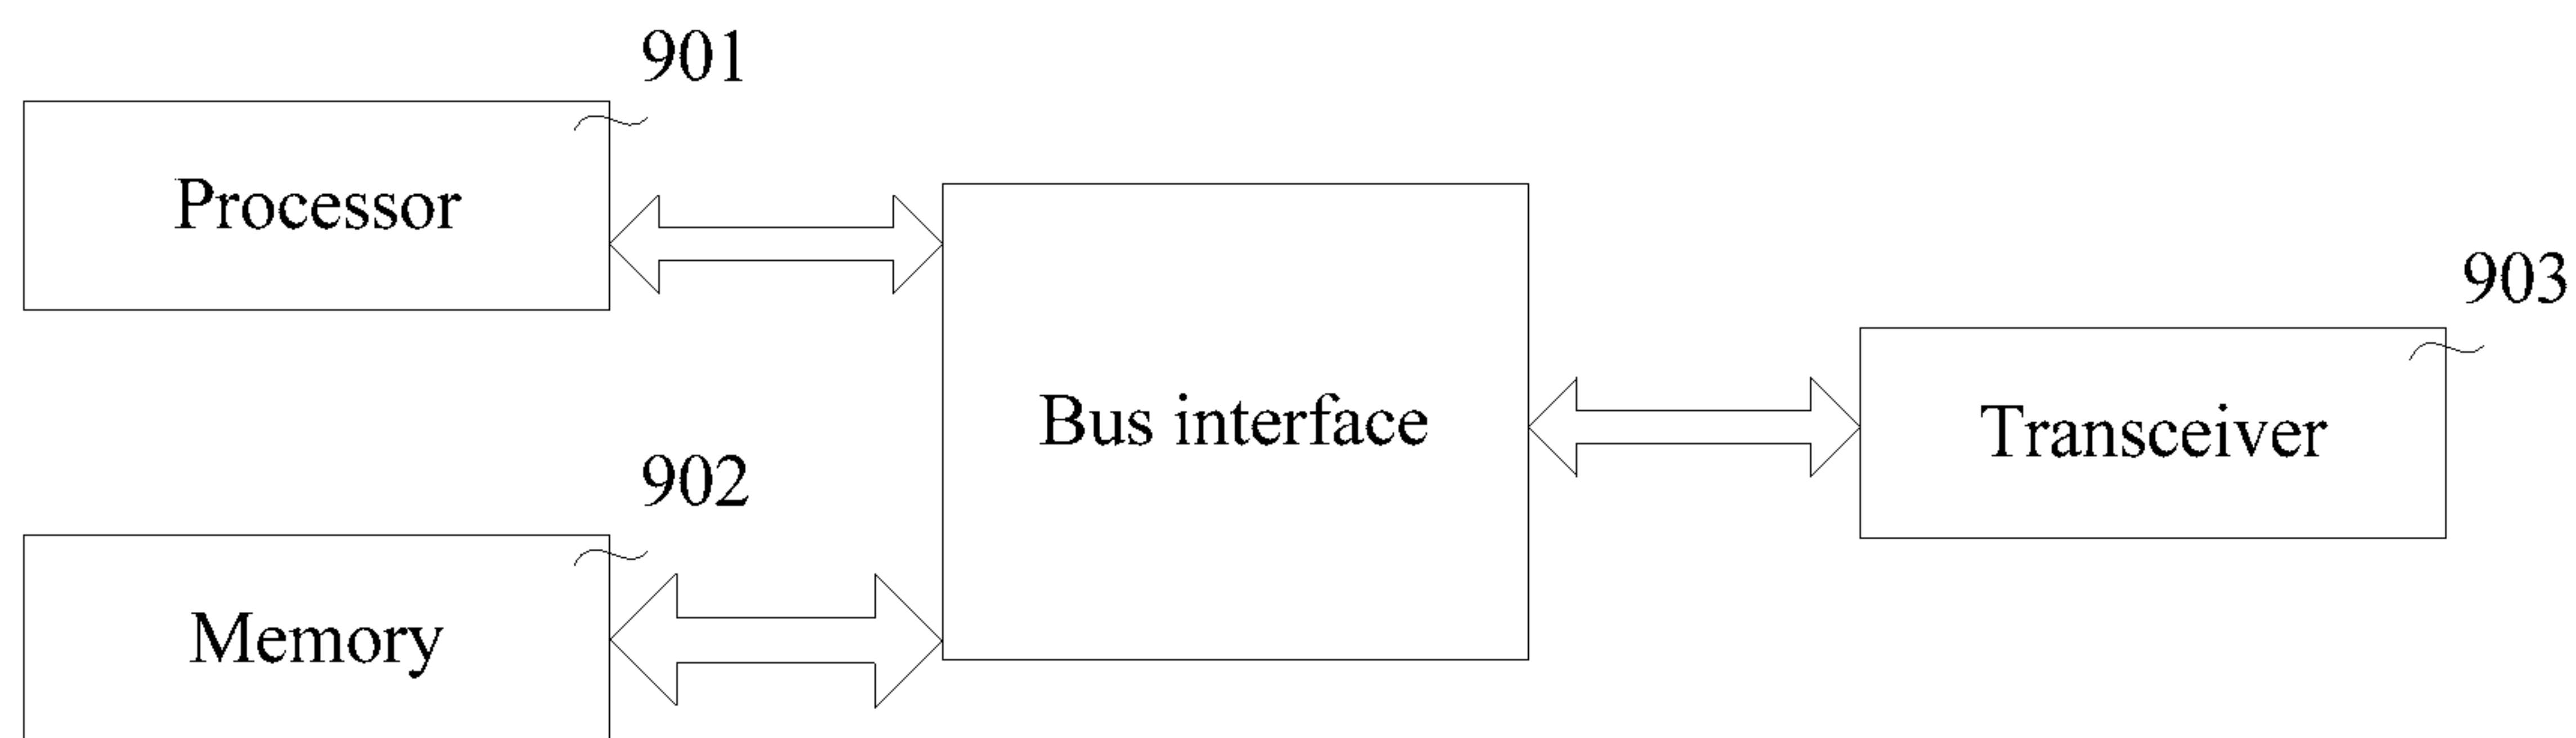 901
Processor
903
Bus interface
Transceiver
902
Memory